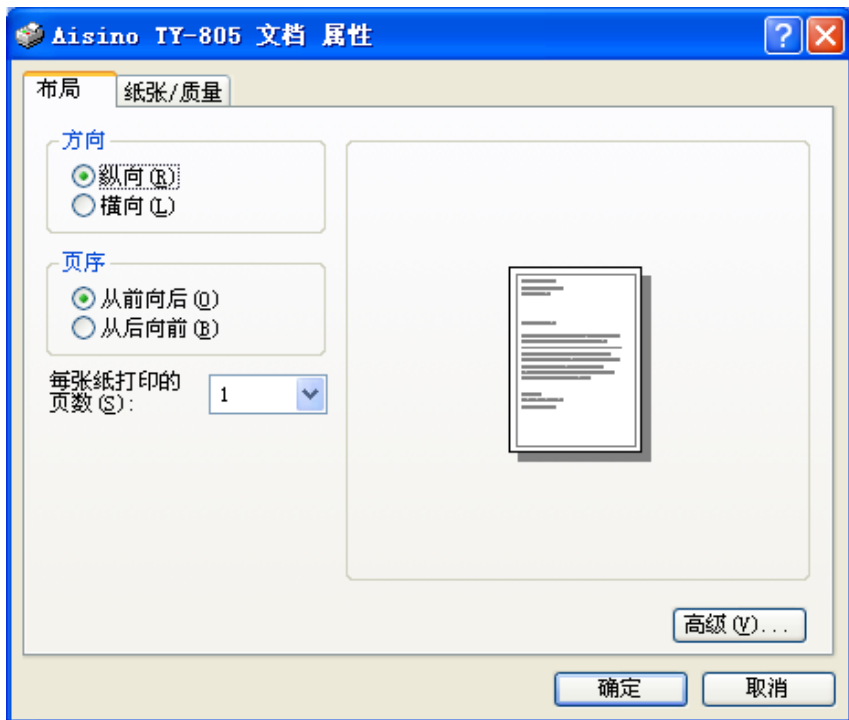 Aisino TY-805 文档 属性
布局
纸张/质量
方向
纵向(R)
横向(L)
页序
从前向后(O)
从后向前(B)
每张纸打印的
页数(S):
1
高级(V)...
确定
取消